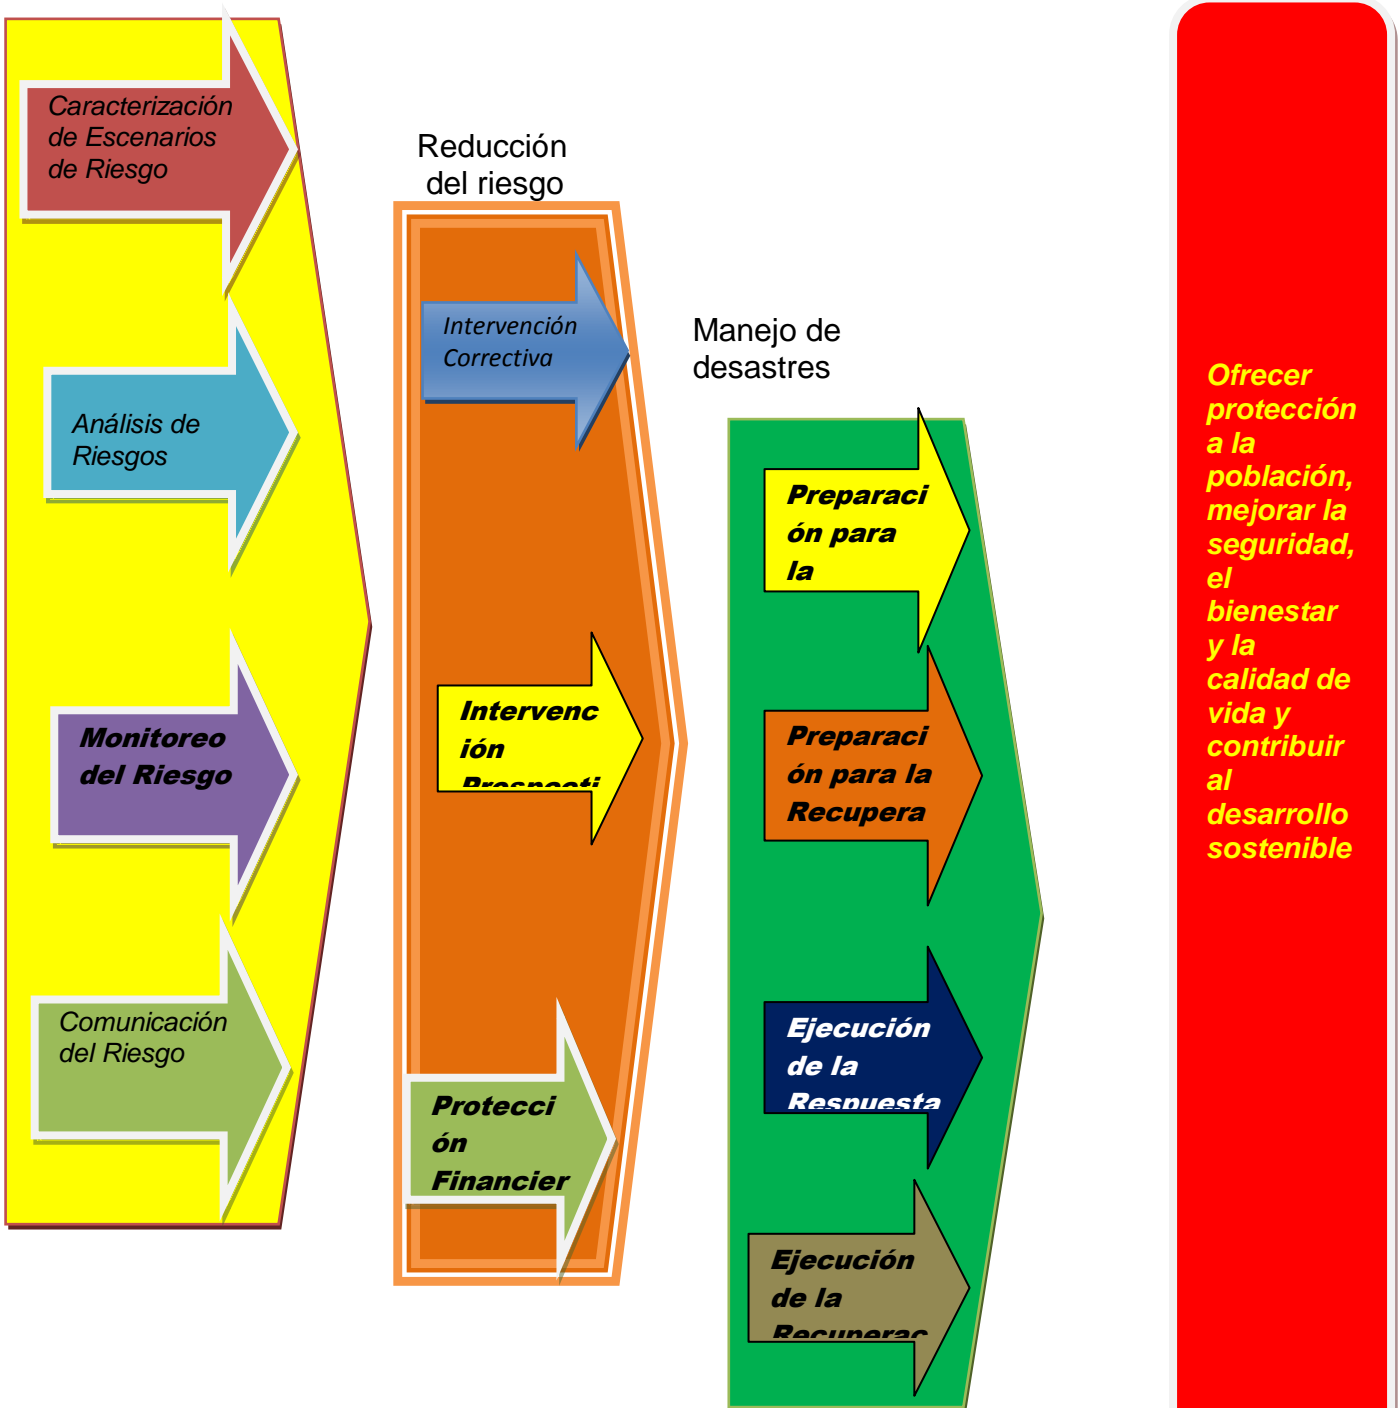 Caracterización
de Escenarios
de Riesgo
Análisis de
Riesgos
Monitoreo
del Riesgo
Comunicación
del Riesgo
Reducción
del riesgo
Intervención
Correctiva
Intervenc
ión
Prospecti
Protecci
ón
Financier
Manejo de
desastres
Preparaci
ón para
la
Preparaci
ón para la
Recupera
Ejecución
de la
Respuesta
Ejecución
de la
Recuperac
Ofrecer
protección
a la
población,
mejorar la
seguridad,
el
bienestar
y la
calidad de
vida y
contribuir
al
desarrollo
sostenible